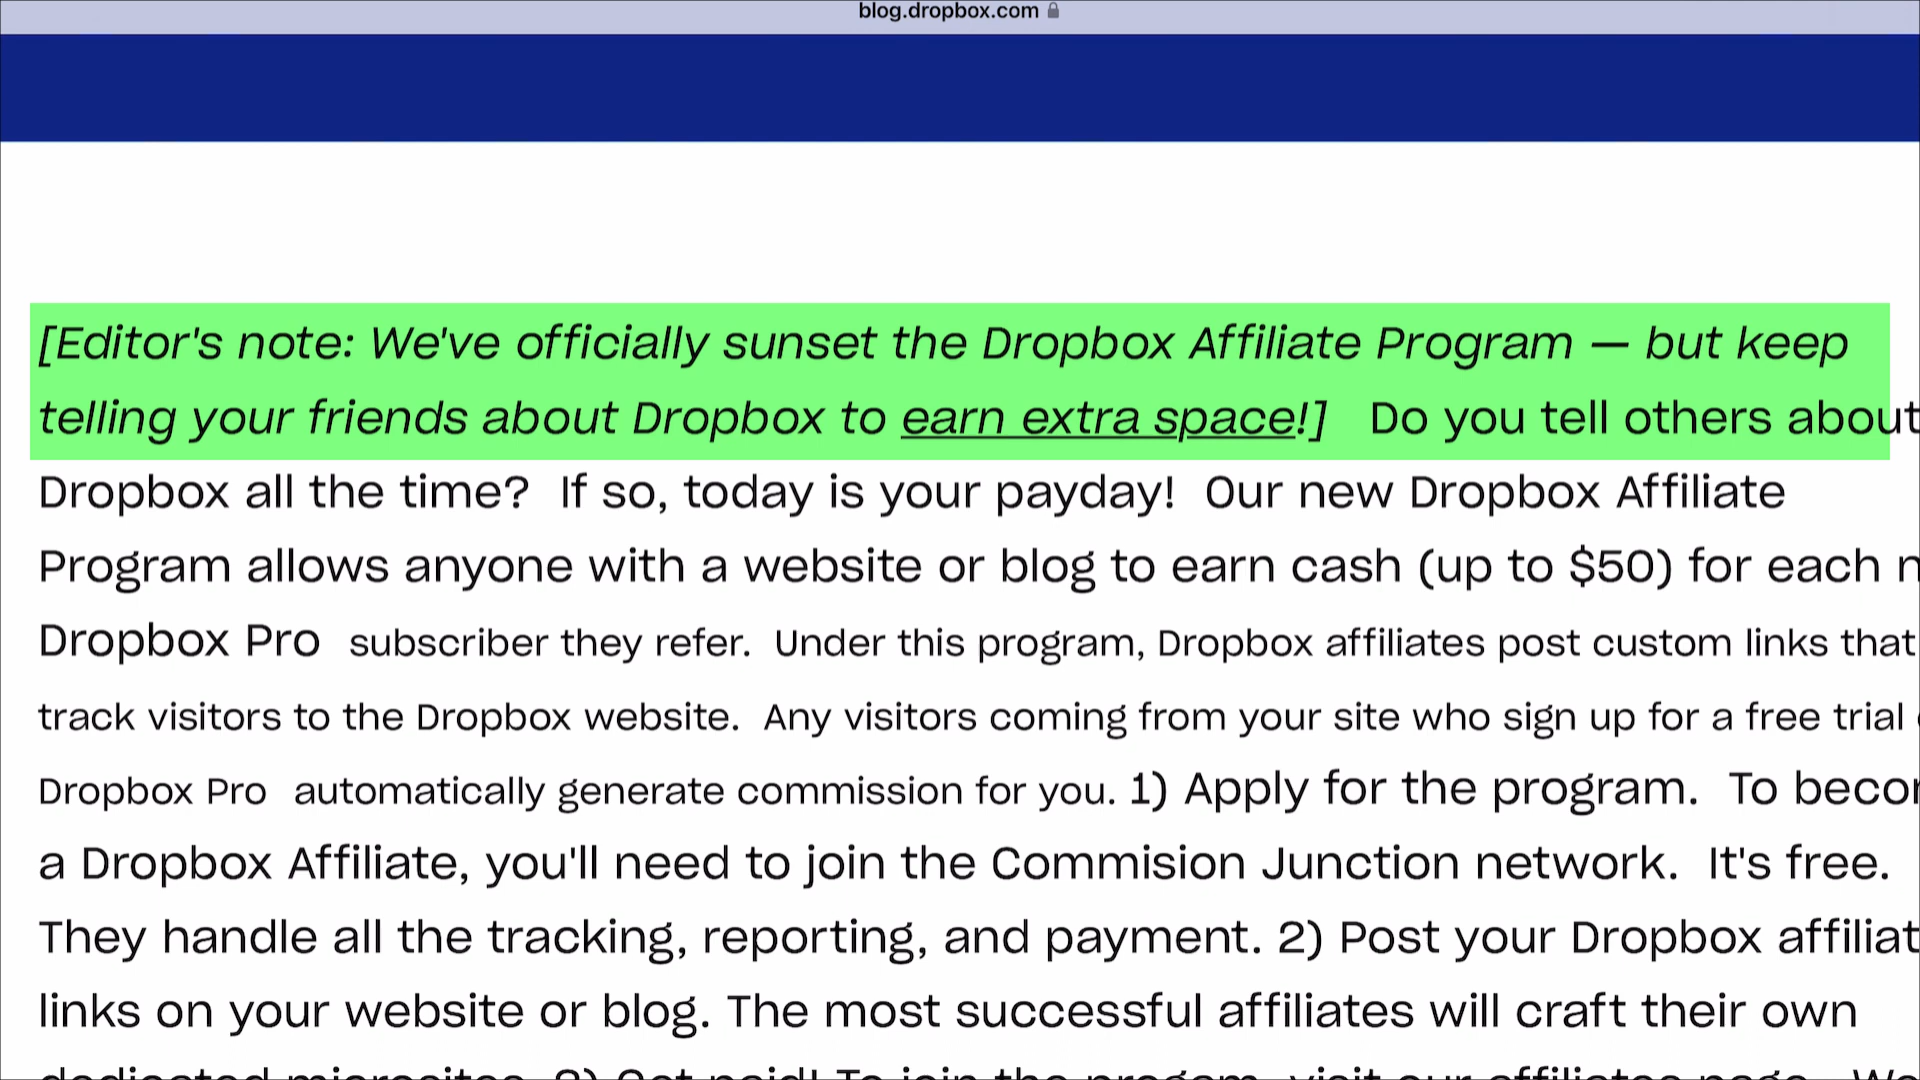 blog.dropbox.com
[Editor's note: We've officially sunset the Dropbox Affiliate Program — but keep
telling your friends about Dropbox to earn extra space!]   Do you tell others about
Dropbox all the time?  If so, today is your payday!  Our new Dropbox Affiliate
Program allows anyone with a website or blog to earn cash (up to $50) for each
Dropbox Pro  subscriber they refer.  Under this program, Dropbox affiliates post custom links that
track visitors to the Dropbox website.  Any visitors coming from your site who sign up for a free trial
Dropbox Pro  automatically generate commission for you. 1) Apply for the program.  To
a Dropbox Affiliate, you'll need to join the Commision Junction network.  It's free.
They handle all the tracking, reporting, and payment. 2) Post your Dropbox
links on your website or blog. The most successful affiliates will craft their own